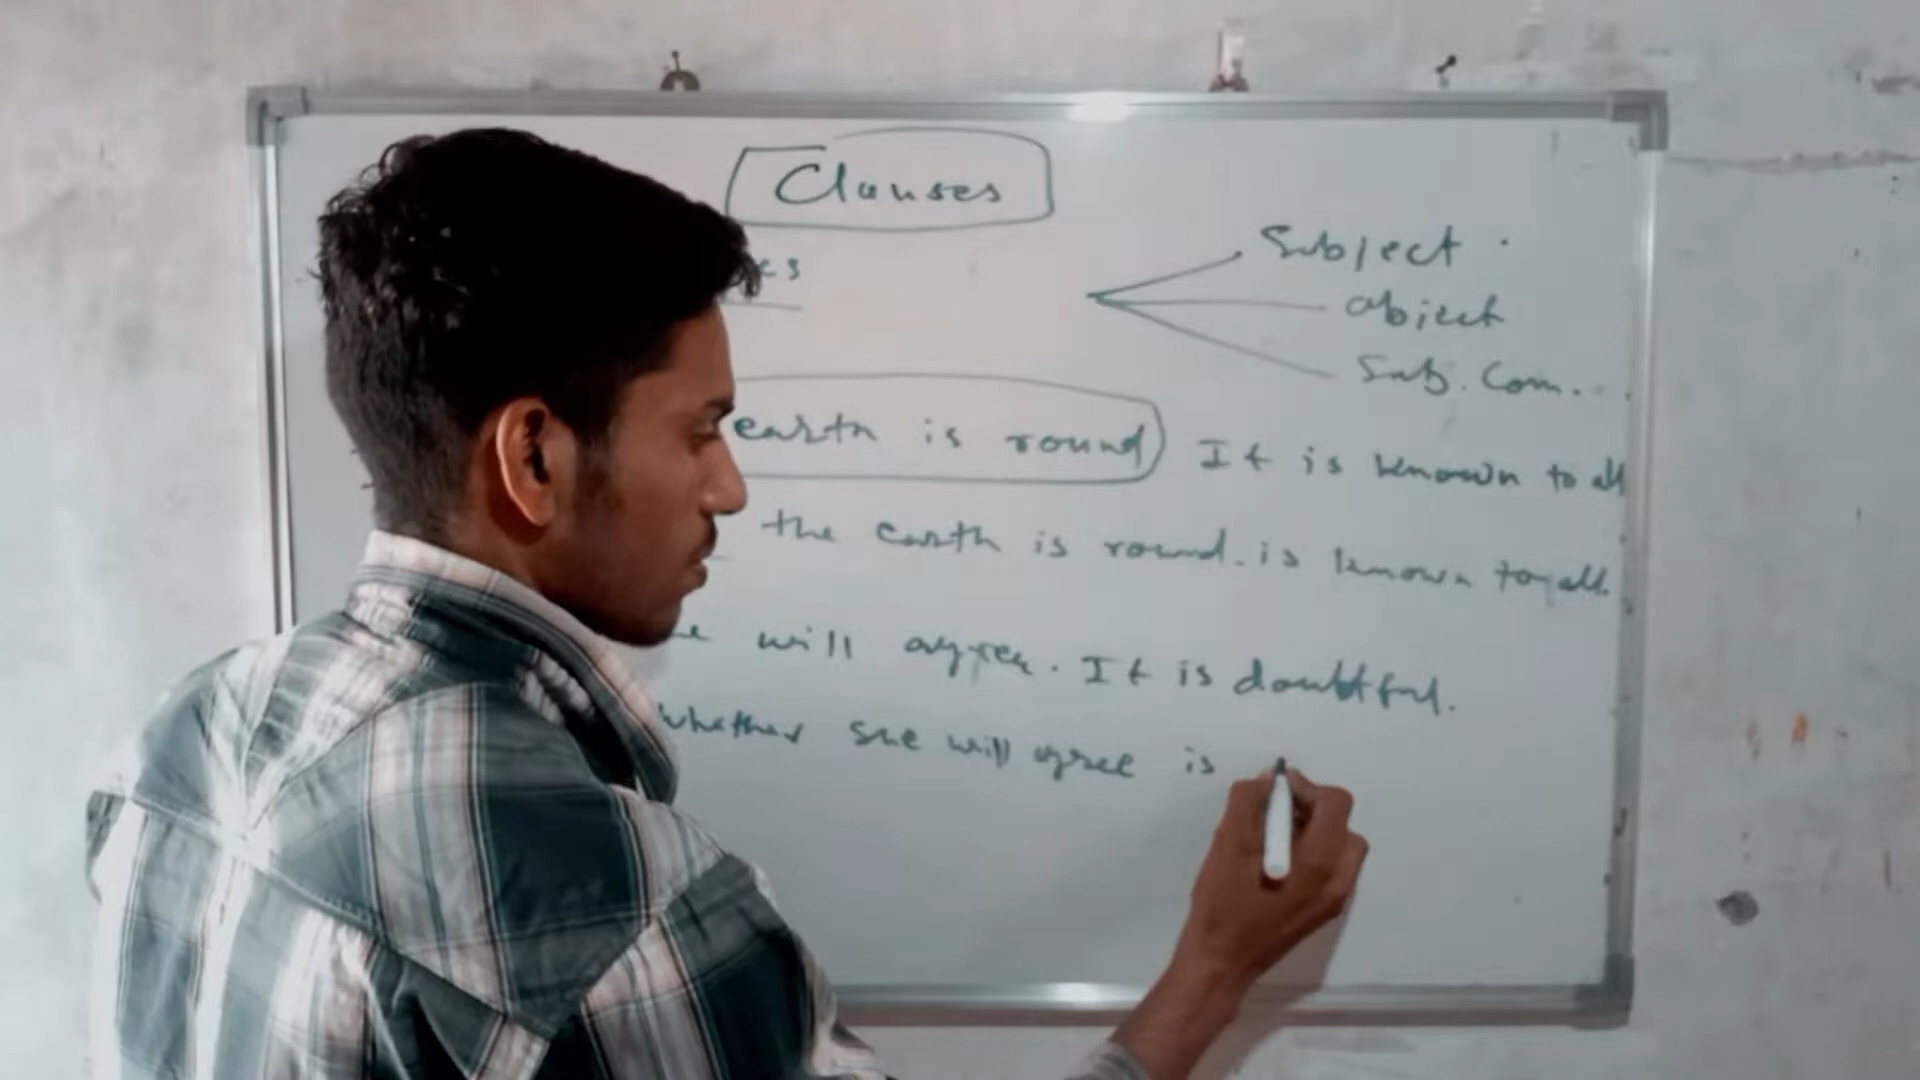 Clauses
Subject
object
Sub. Com.
earth is round It is known to all
the earth is round. is known to all.
will agree. It is doubtful.
whether she will agree is